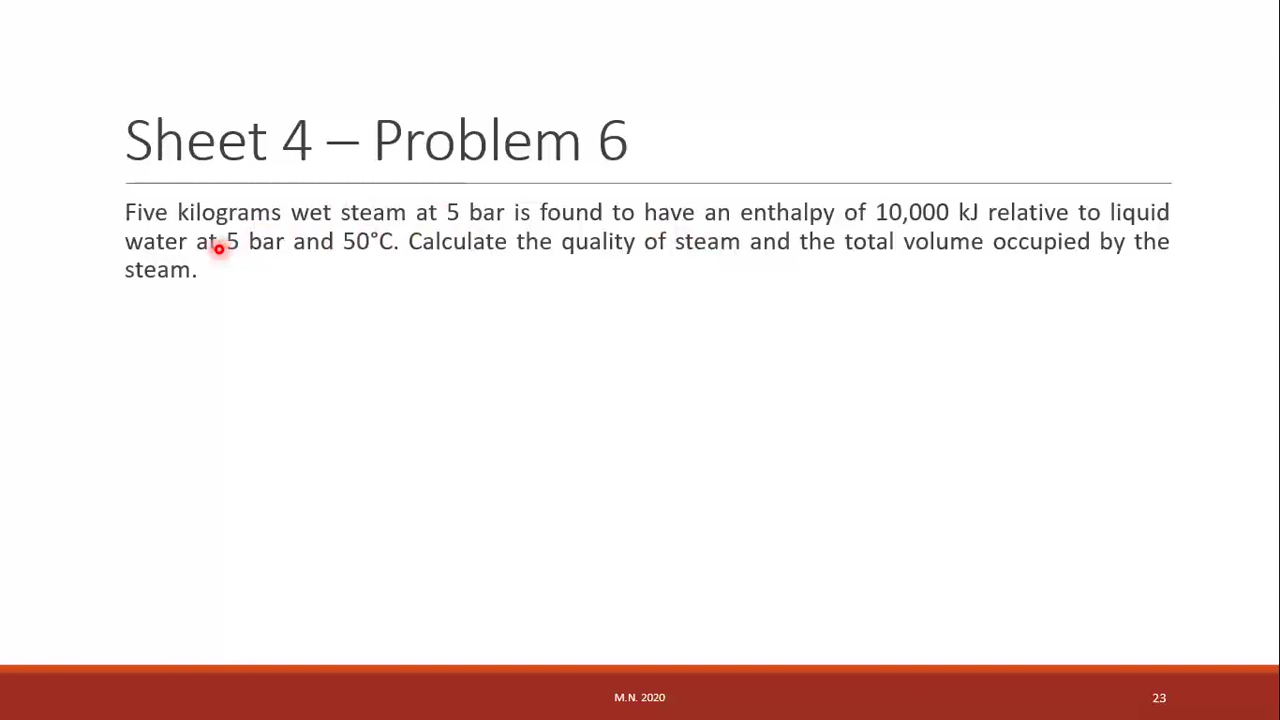 Sheet 4 – Problem 6
Five kilograms wet steam at 5 bar is found to have an enthalpy of 10,000 kJ relative to liquid
water at 5 bar and 50°C. Calculate the quality of steam and the total volume occupied by the
steam.
M.N. 2020
23